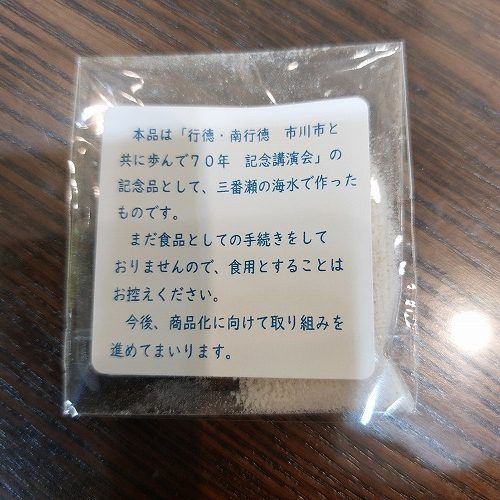 本品は「行徳・南行徳　市川市と
共に歩んで７０年　記念講演会」の
記念品として、三番瀬の海水で作った
ものです。
まだ食品としての手続きをして
おりませんので、食用とすることは
お控えください。
今後、商品化に向けて取り組みを
進めてまいります。